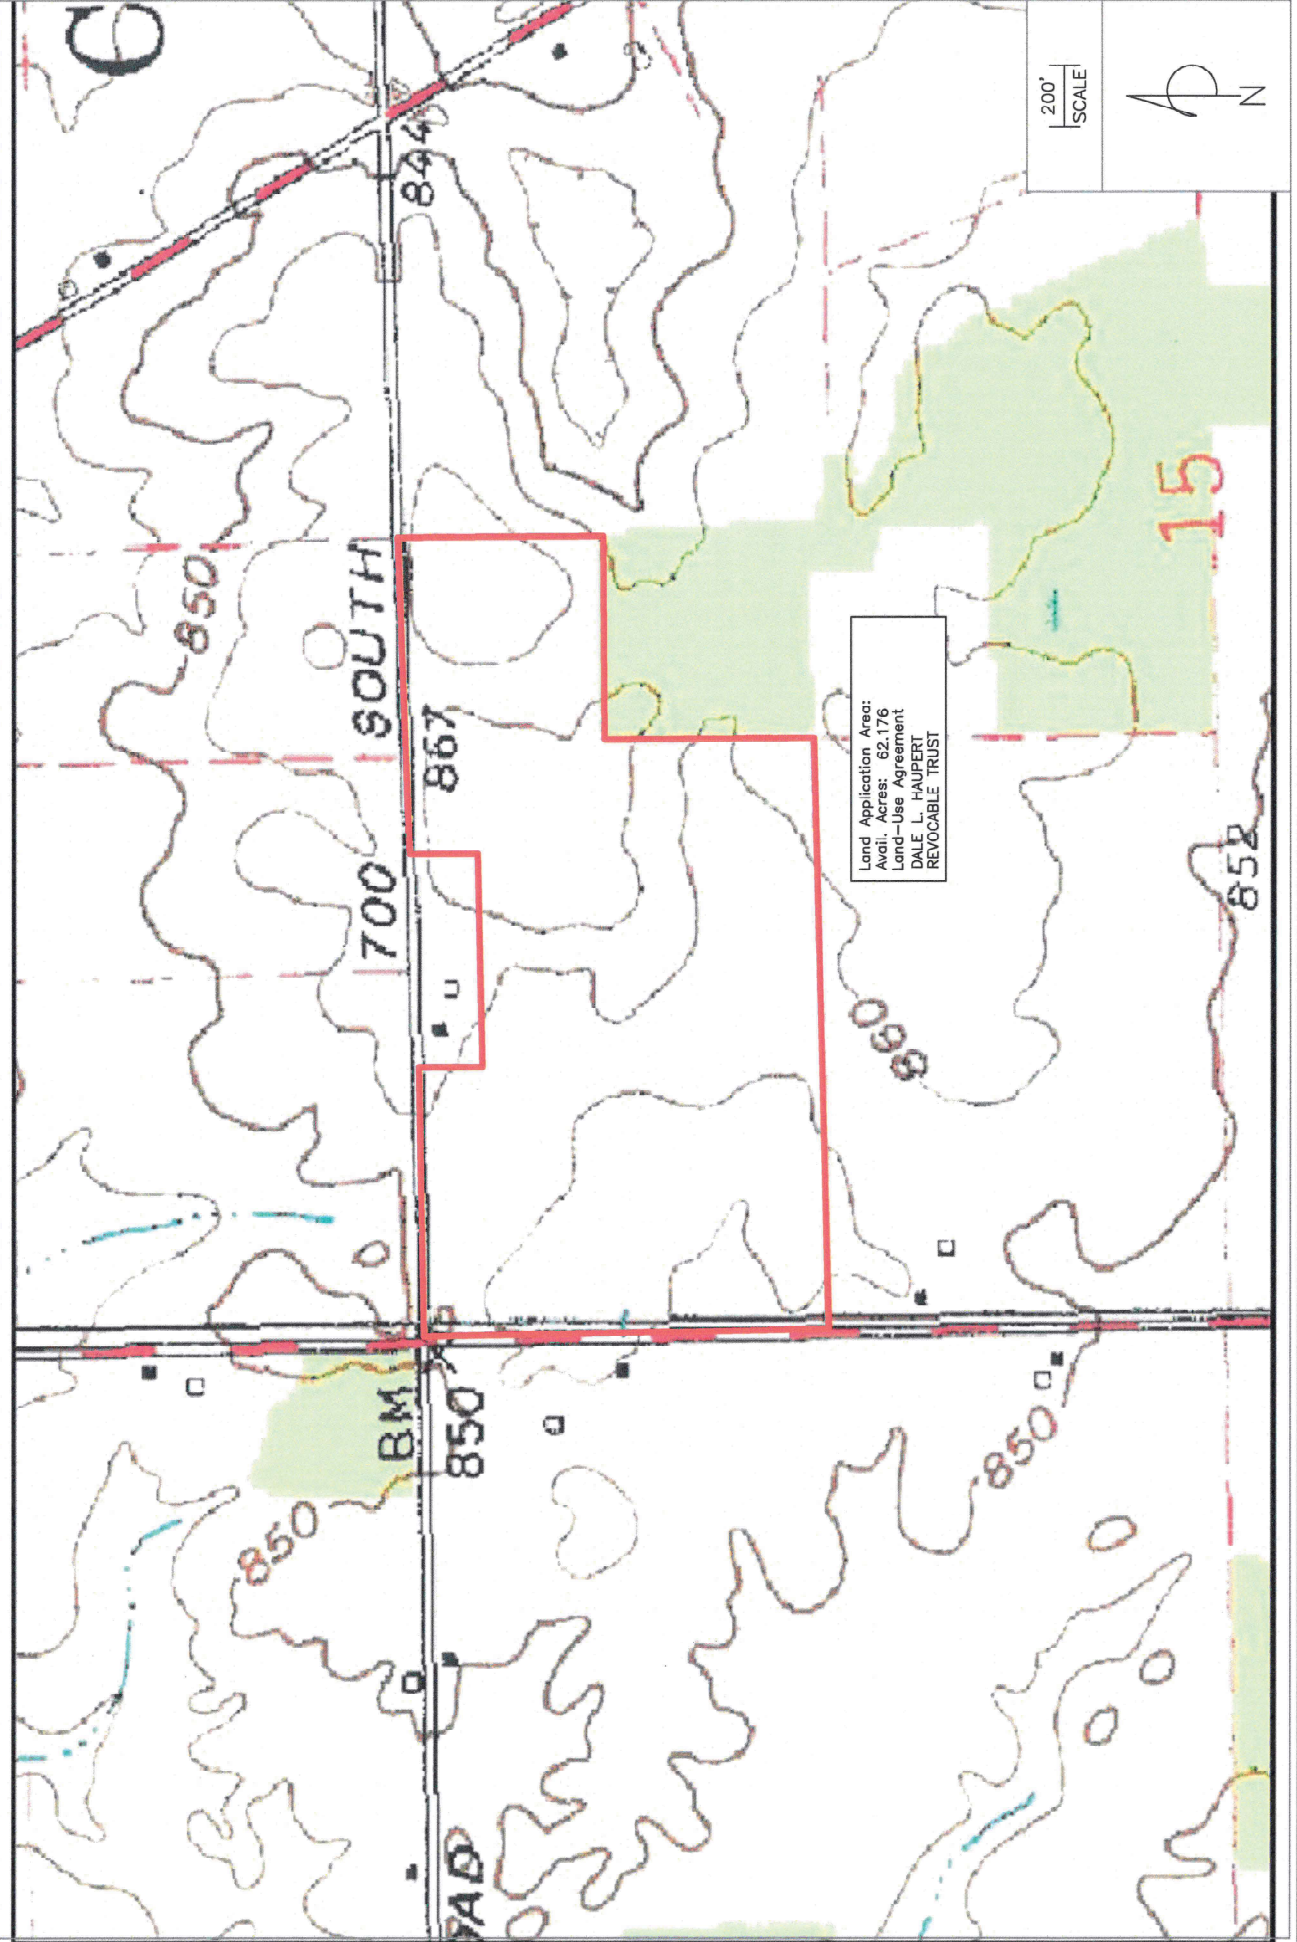 844
850
SOUTH
867
700
BM
850
850
850
860
852
15
200'
SCALE
N
Land Application Area:
Avail. Acres: 62.176
Land-Use Agreement
DALE L. HAUPERT
REVOCABLE TRUST